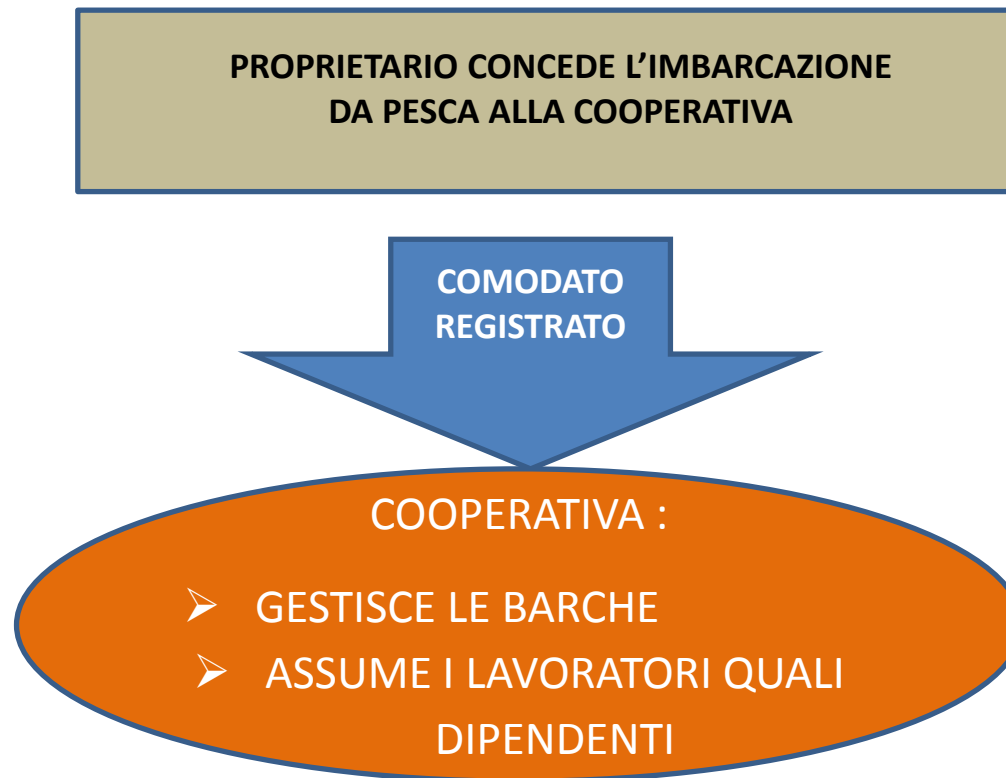 PROPRIETARIO CONCEDE L'IMBARCAZIONE
DA PESCA ALLA COOPERATIVA
COMODATO
REGISTRATO
COOPERATIVA :
➢ GESTISCE LE BARCHE
➢ ASSUME I LAVORATORI QUALI
DIPENDENTI